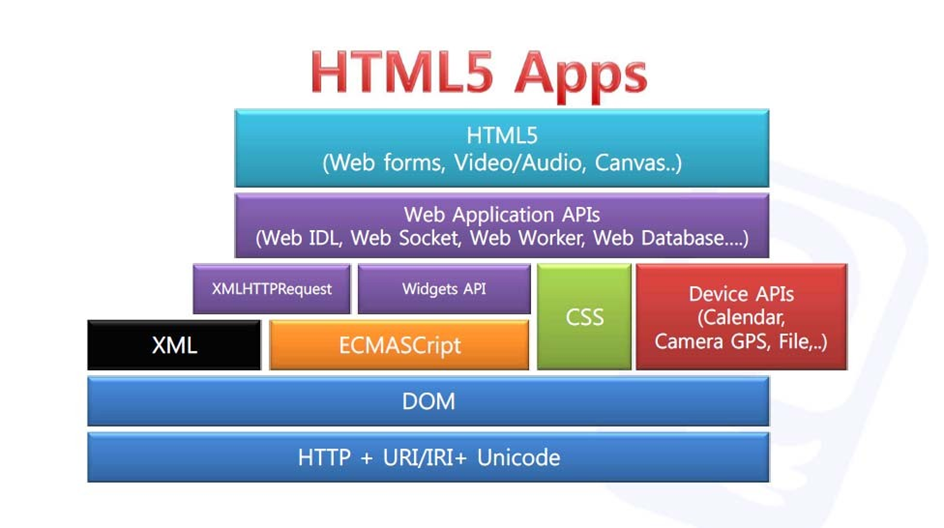 HTML5 Apps
HTML5
(Web forms, Video/Audio, Canvas..)
Web Application APIs
(Web IDL, Web Socket, Web Worker, Web Database....)
XMLHTTPRequest
Widgets API
CSS
Device APIs
(Calendar,
Camera GPS, File,..)
XML
ECMASCript
DOM
HTTP + URI/IRI+ Unicode